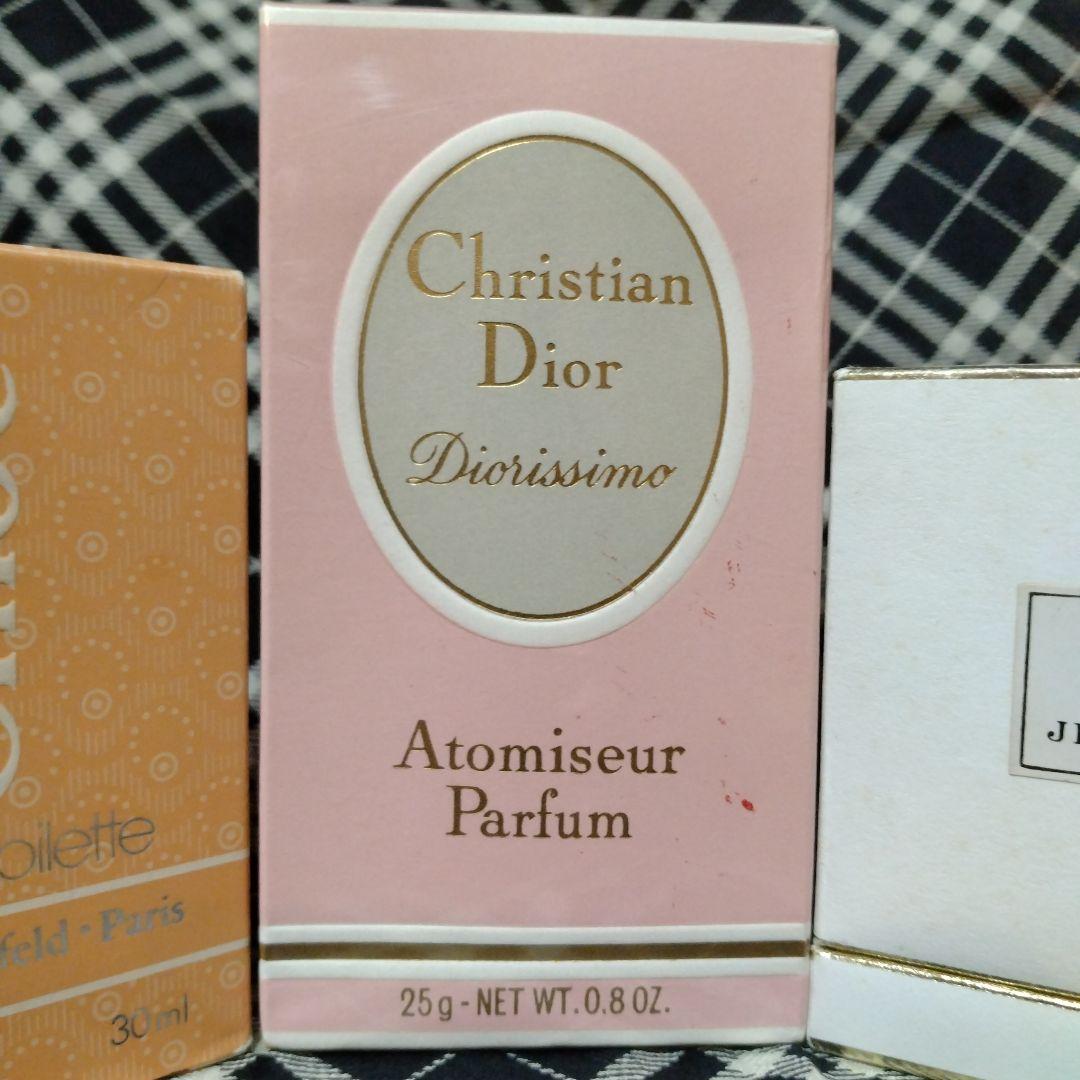 Christian
Dior
Diorissimo
Atomiseur
Parfum
25g - NET WT. 0.8 OZ.
oilette
feld · Paris
30ml